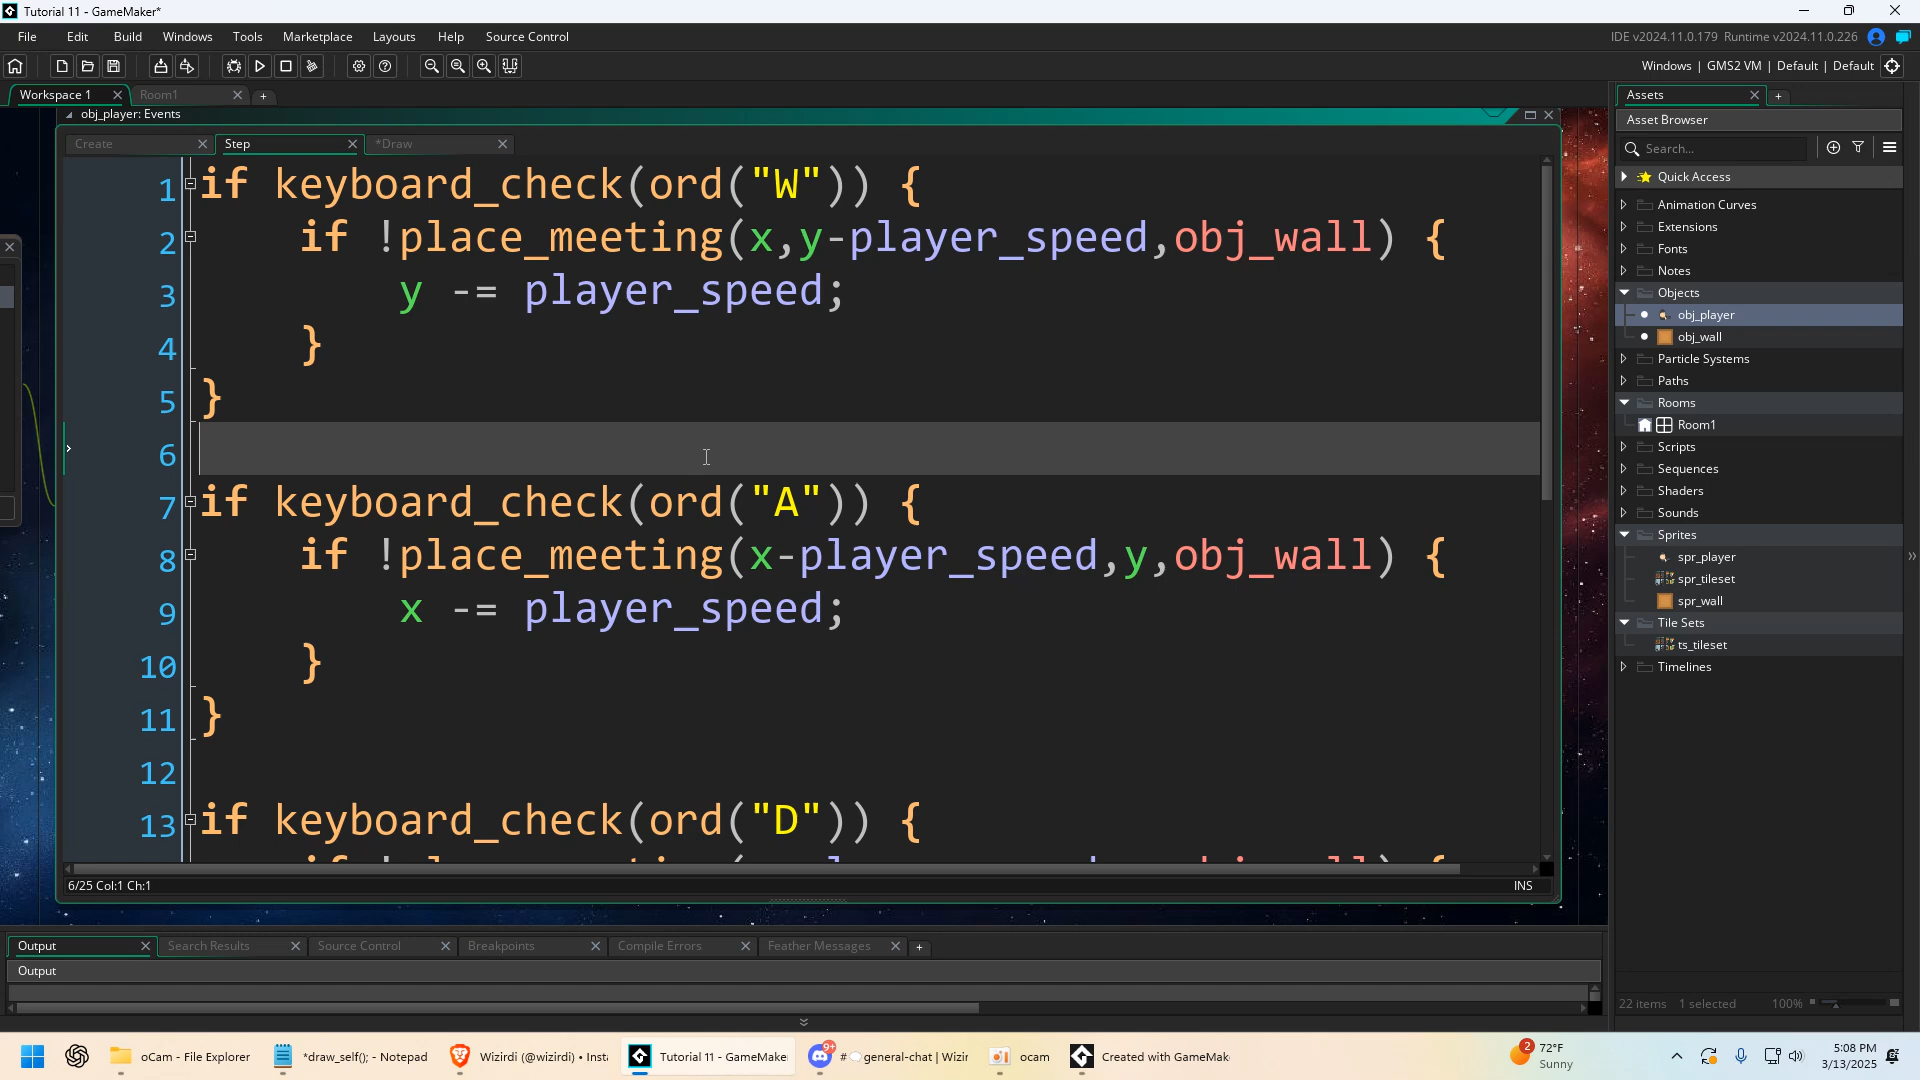 Tutorial 11 - GameMaker*
File Edit Build Windows Tools Marketplace Layouts Help Source Control
IDE v2024.11.0.179 Runtime v2024.11.0.226
Windows | GMS2 VM | Default | Default
Workspace 1 Room1
obj_player: Events
Create Step *Draw
1 if keyboard_check(ord("W")) {
2 if !place_meeting(x,y-player_speed,obj_wall) {
3 y -= player_speed;
4 }
5 }
6
7 if keyboard_check(ord("A")) {
8 if !place_meeting(x-player_speed,y,obj_wall) {
9 x -= player_speed;
10 }
11 }
12
13 if keyboard_check(ord("D")) {
6/25 Col:1 Ch:1 INS
Assets
Asset Browser
Search...
Quick Access
Animation Curves
Extensions
Fonts
Notes
Objects
obj_player
obj_wall
Particle Systems
Paths
Rooms
Room1
Scripts
Sequences
Shaders
Sounds
Sprites
spr_player
spr_tileset
spr_wall
Tile Sets
ts_tileset
Timelines
22 items 1 selected 100%
Output Search Results Source Control Breakpoints Compile Errors Feather Messages
Output
oCam - File Explorer *draw_self(); - Notepad Wizirdi (@wizirdi) • Insta Tutorial 11 - GameMake 9+ # general-chat | Wizir ocam Created with GameMak 2 72°F 5:08 PM
Sunny 3/13/2025